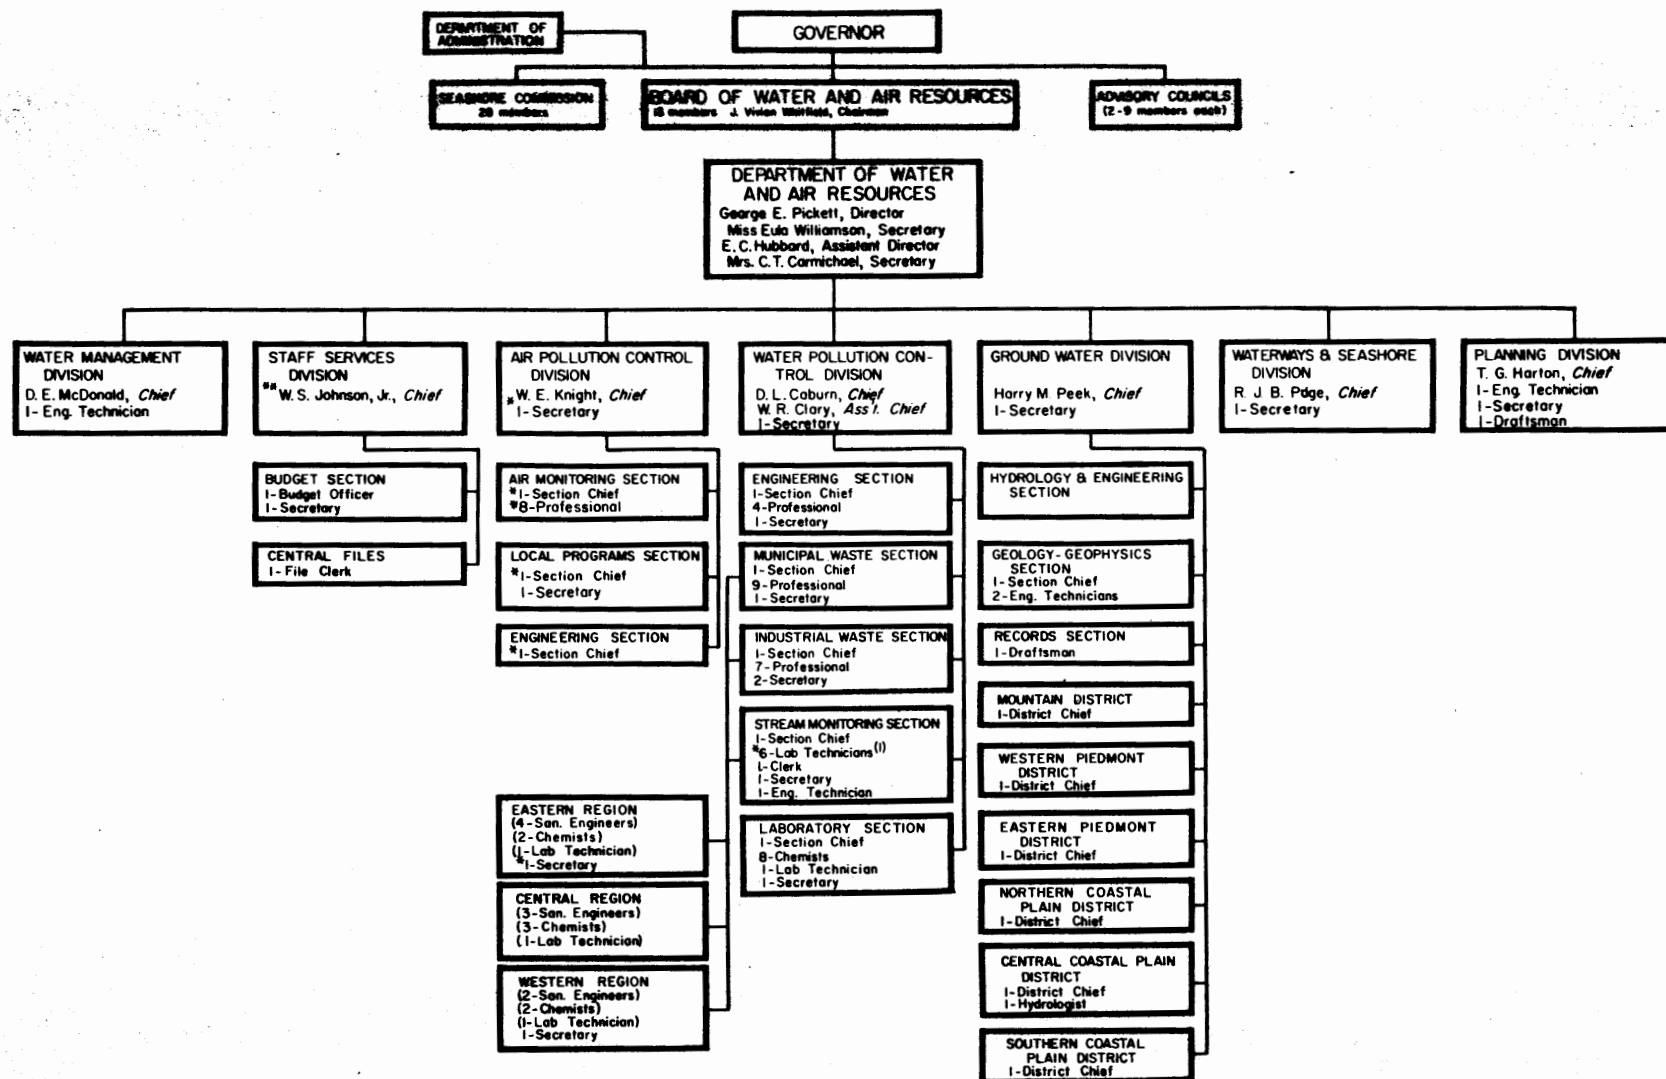 DEPARTMENT OF
ADMINISTRATION
GOVERNOR
SEASHORE COMMISSION
28 members
BOARD OF WATER AND AIR RESOURCES
13 members J. Vivian Whitfield, Chairman
ADVISORY COUNCILS
(2-9 members each)
DEPARTMENT OF WATER
AND AIR RESOURCES
George E. Pickett, Director
Miss Eula Williamson, Secretary
E. C. Hubbard, Assistant Director
Mrs. C. T. Carmichael, Secretary
WATER MANAGEMENT
DIVISION
D. E. McDonald, Chief
1-Eng. Technician
STAFF SERVICES
DIVISION
**W. S. Johnson, Jr., Chief
BUDGET SECTION
1-Budget Officer
1-Secretary
CENTRAL FILES
1-File Clerk
AIR POLLUTION CONTROL
DIVISION
*W. E. Knight, Chief
1-Secretary
AIR MONITORING SECTION
*1-Section Chief
*8-Professional
LOCAL PROGRAMS SECTION
*1-Section Chief
1-Secretary
ENGINEERING SECTION
*1-Section Chief
WATER POLLUTION CON-
TROL DIVISION
D. L. Coburn, Chief
W. R. Clary, Ass't. Chief
1-Secretary
ENGINEERING SECTION
1-Section Chief
4-Professional
1-Secretary
MUNICIPAL WASTE SECTION
1-Section Chief
9-Professional
1-Secretary
INDUSTRIAL WASTE SECTION
1-Section Chief
7-Professional
2-Secretary
STREAM MONITORING SECTION
1-Section Chief
*6-Lab Technicians(1)
1-Clerk
1-Secretary
1-Eng. Technician
LABORATORY SECTION
1-Section Chief
8-Chemists
1-Lab Technician
1-Secretary
EASTERN REGION
(4-San. Engineers)
(2-Chemists)
(1-Lab Technician)
*1-Secretary
CENTRAL REGION
(3-San. Engineers)
(3-Chemists)
(1-Lab Technician)
WESTERN REGION
(2-San. Engineers)
(2-Chemists)
(1-Lab Technician)
1-Secretary
GROUND WATER DIVISION
Harry M. Peek, Chief
1-Secretary
HYDROLOGY & ENGINEERING
SECTION
GEOLOGY-GEOPHYSICS
SECTION
1-Section Chief
2-Eng. Technicians
RECORDS SECTION
1-Draftsman
MOUNTAIN DISTRICT
1-District Chief
WESTERN PIEDMONT
DISTRICT
1-District Chief
EASTERN PIEDMONT
DISTRICT
1-District Chief
NORTHERN COASTAL
PLAIN DISTRICT
1-District Chief
CENTRAL COASTAL PLAIN
DISTRICT
1-District Chief
1-Hydrologist
SOUTHERN COASTAL
PLAIN DISTRICT
1-District Chief
WATERWAYS & SEASHORE
DIVISION
R. J. B. Page, Chief
1-Secretary
PLANNING DIVISION
T. G. Harton, Chief
1-Eng. Technician
1-Secretary
1-Draftsman